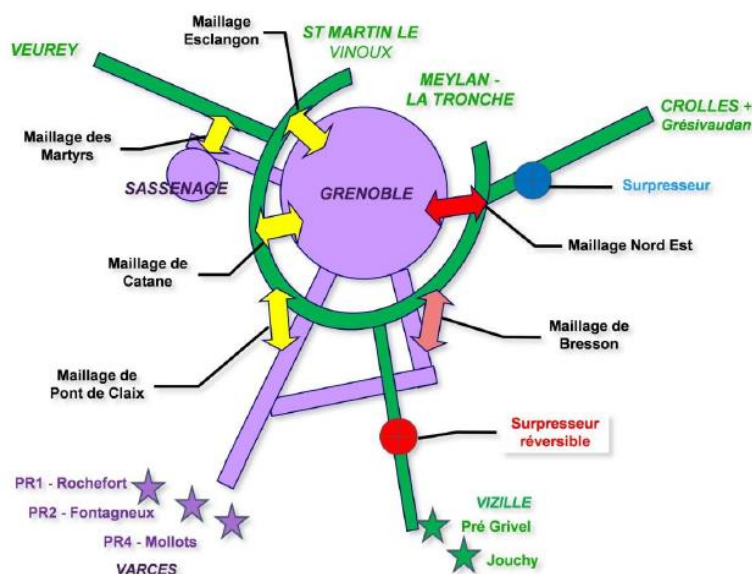 Maillage
Esclangon
ST MARTIN LE
VINOUX
VEUREY
MEYLAN -
LA TRONCHE
CROLLES +
Grésivaudan
Maillage des
Martyrs
SASSENAGE
GRENOBLE
Surpresseur
Maillage Nord Est
Maillage de
Catane
Maillage de
Bresson
Maillage de
Pont de Claix
Surpresseur
réversible
PR1 - Rochefort
PR2 - Fontagneux
PR4 - Mollots
VARCES
VIZILLE
Pré Grivel
Jouchy